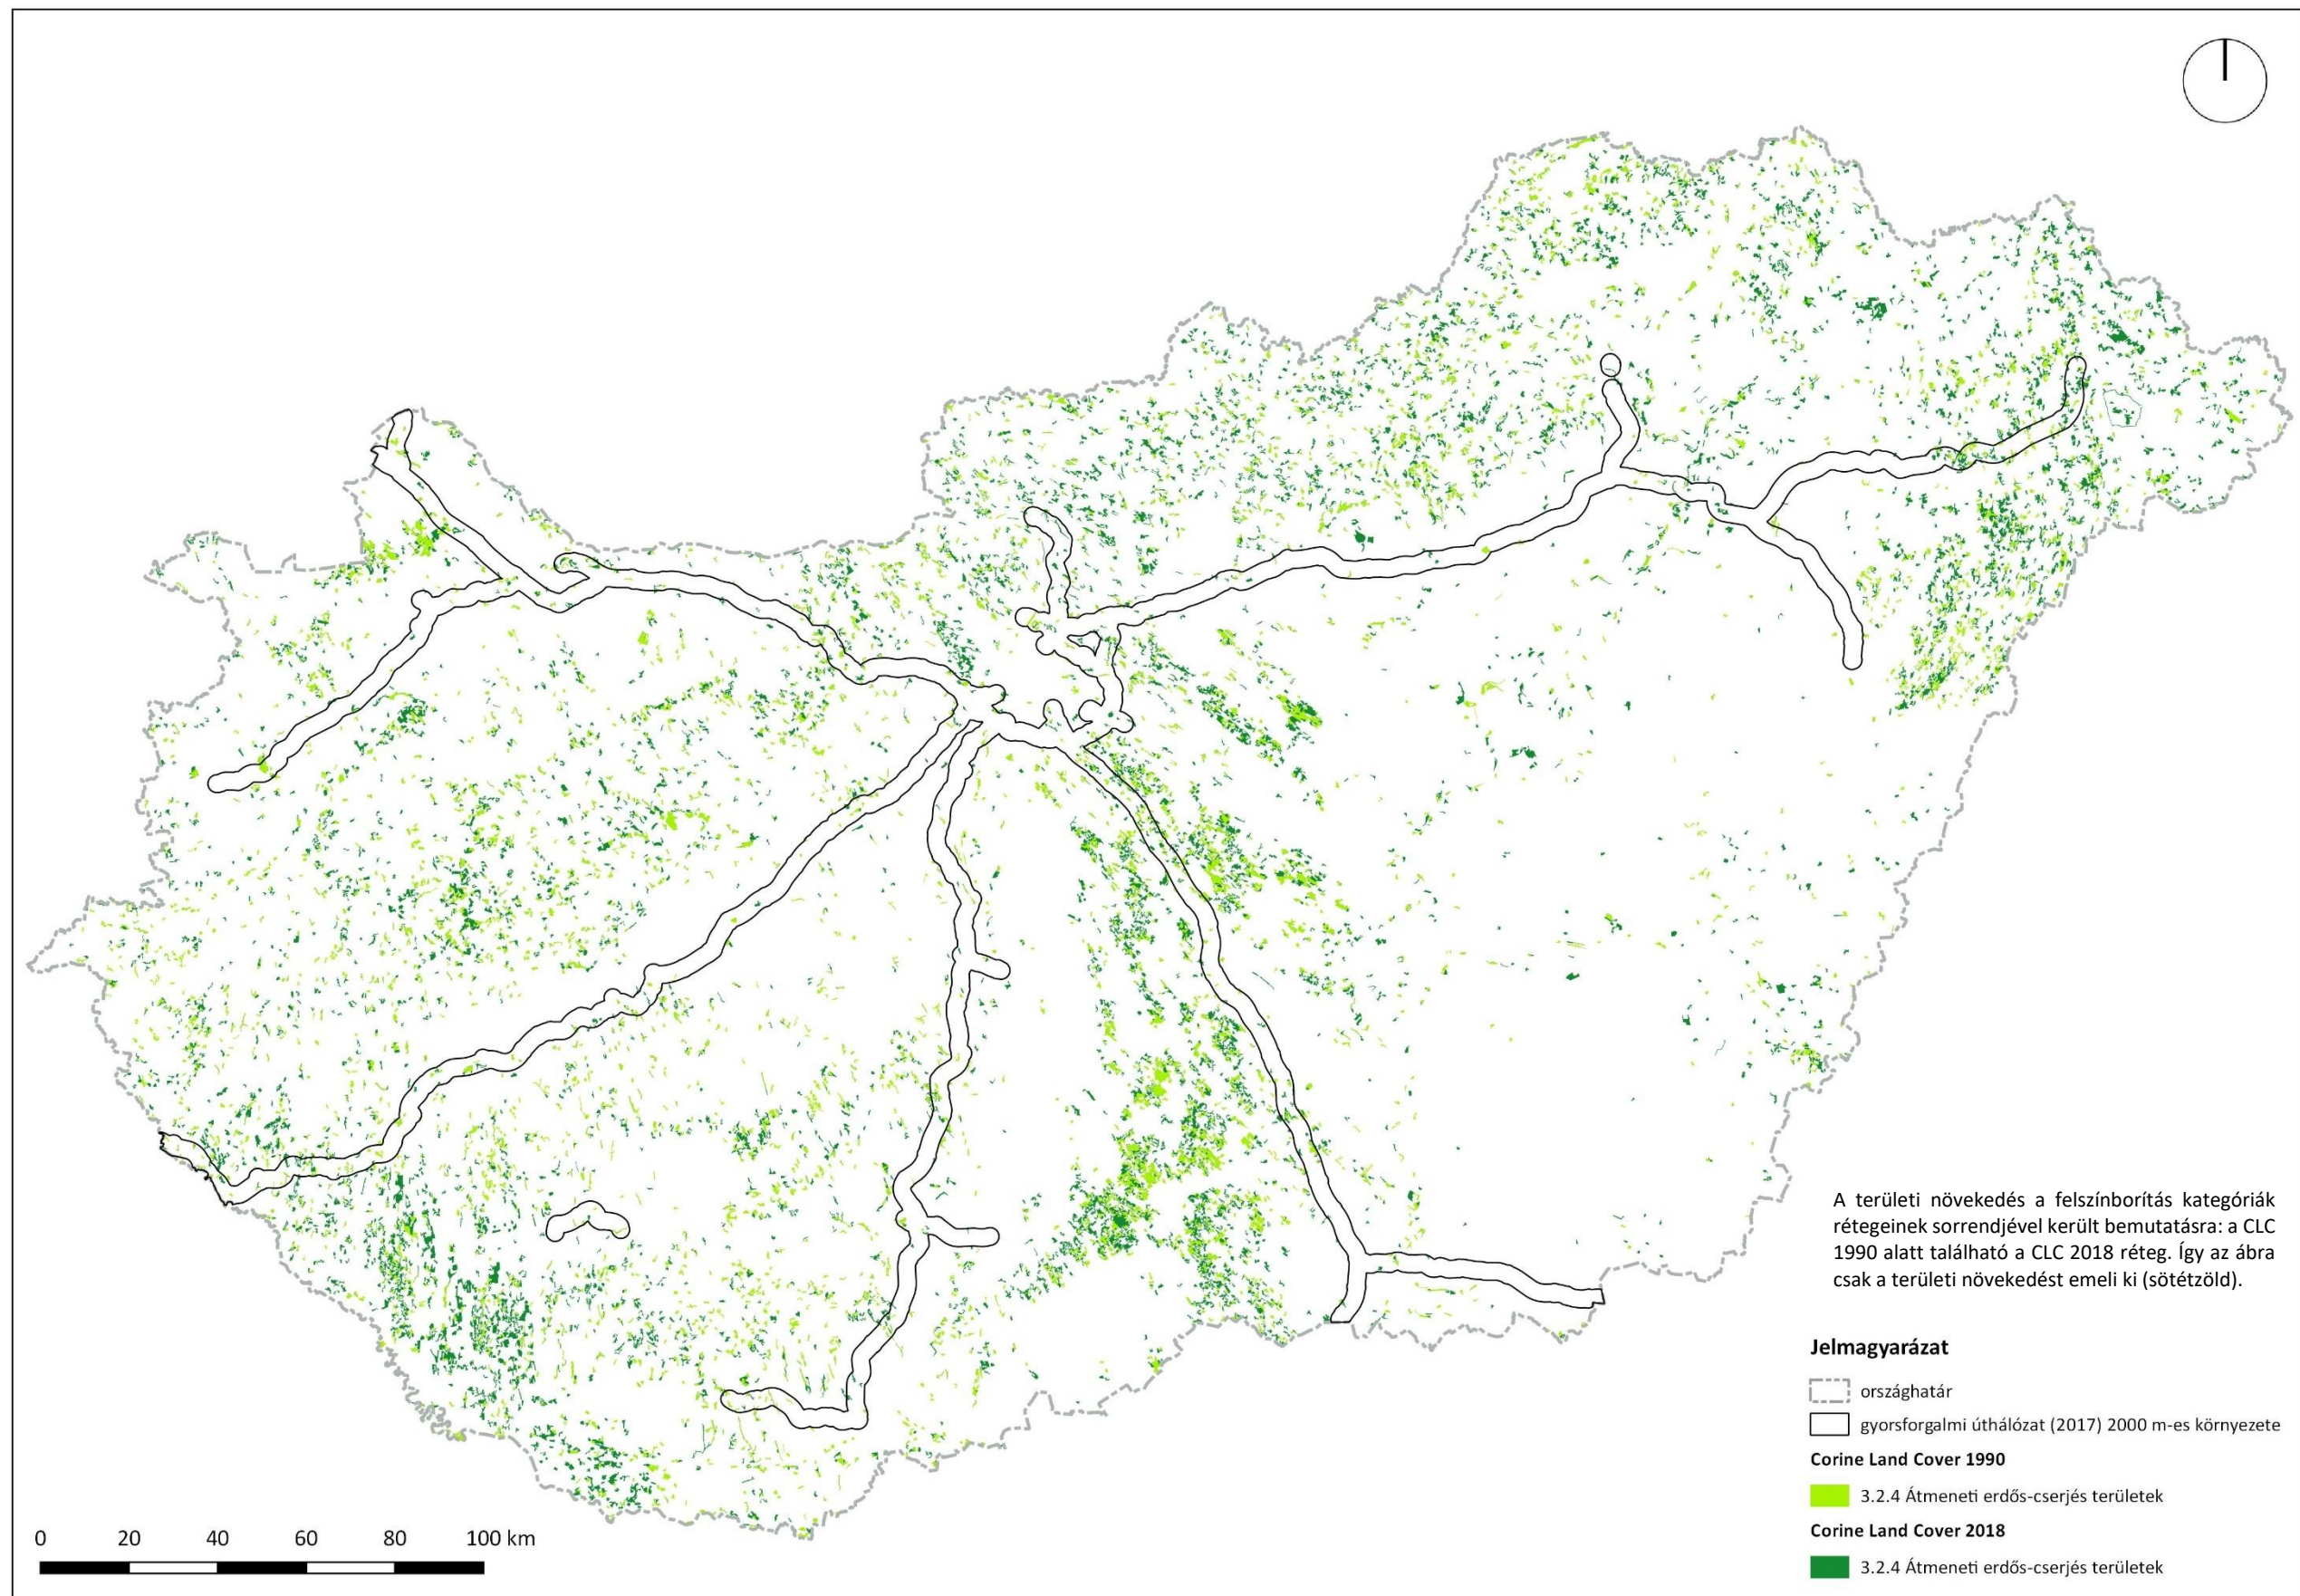 A területi növekedés a felszínborítás kategóriák
rétegeinek sorrendjével került bemutatásra: a CLC
1990 alatt található a CLC 2018 réteg. Így az ábra
csak a területi növekedést emeli ki (sötétzöld).
Jelmagyarázat
országhatár
gyorsforgalmi úthálózat (2017) 2000 m-es környezete
Corine Land Cover 1990
3.2.4 Átmeneti erdős-cserjés területek
Corine Land Cover 2018
3.2.4 Átmeneti erdős-cserjés területek
0 20 40 60 80 100 km